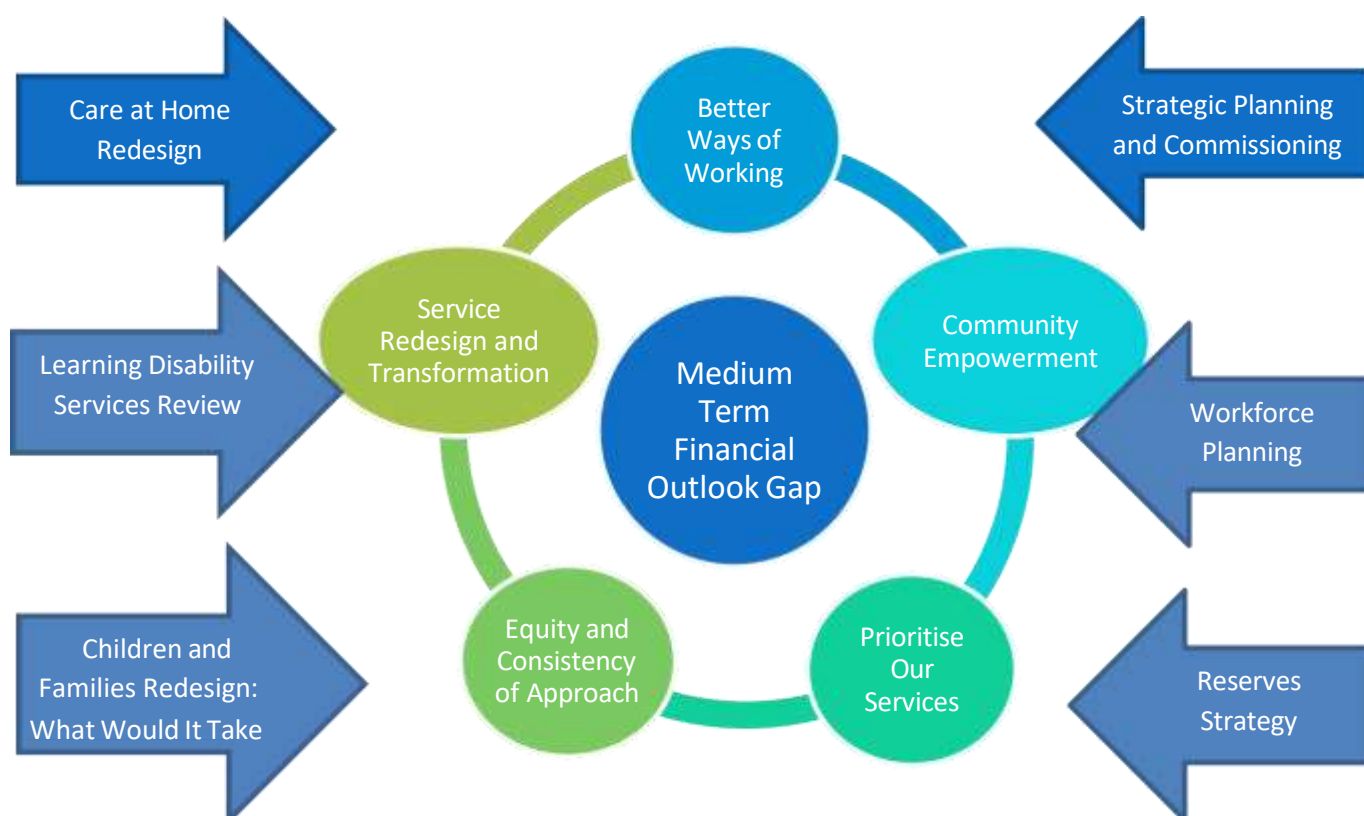 Care at Home
Redesign
Better
Ways of
Working
Strategic Planning
and Commissioning
Service
Redesign and
Transformation
Community
Empowerment
Learning Disability
Services Review
Medium
Term
Financial
Outlook Gap
Workforce
Planning
Children and
Families Redesign:
What Would It Take
Equity and
Consistency
of Approach
Prioritise
Our
Services
Reserves
Strategy